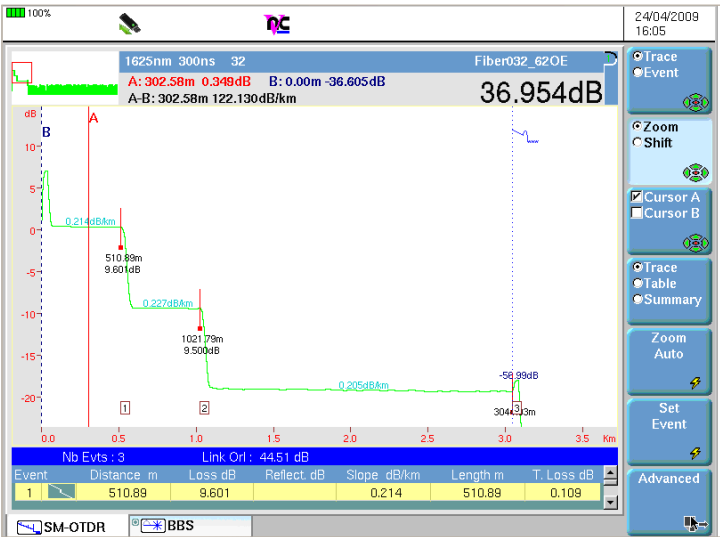 100%
24/04/2009
16:05
1625nm 300ns 32 Fiber032_62OE
A: 302.58m 0.349dB B: 0.00m -36.605dB
A-B: 302.58m 122.130dB/km
36.954dB
dB
B
A
10
5
0
-5
-10
-15
-20
0.214dB/km
510.89m
9.601dB
0.227dB/km
1021.79m
9.500dB
0.205dB/km
-56.99dB
1
2
3
0.0 0.5 1.0 1.5 2.0 2.5 3.0 3.5 Km
Nb Evts : 3 Link Orl : 44.51 dB
Event Distance m Loss dB Reflect. dB Slope dB/km Length m T. Loss dB
1 510.89 9.601 0.214 510.89 0.109
SM-OTDR
BBS
Trace
Event
Zoom
Shift
Cursor A
Cursor B
Trace
Table
Summary
Zoom
Auto
Set
Event
Advanced